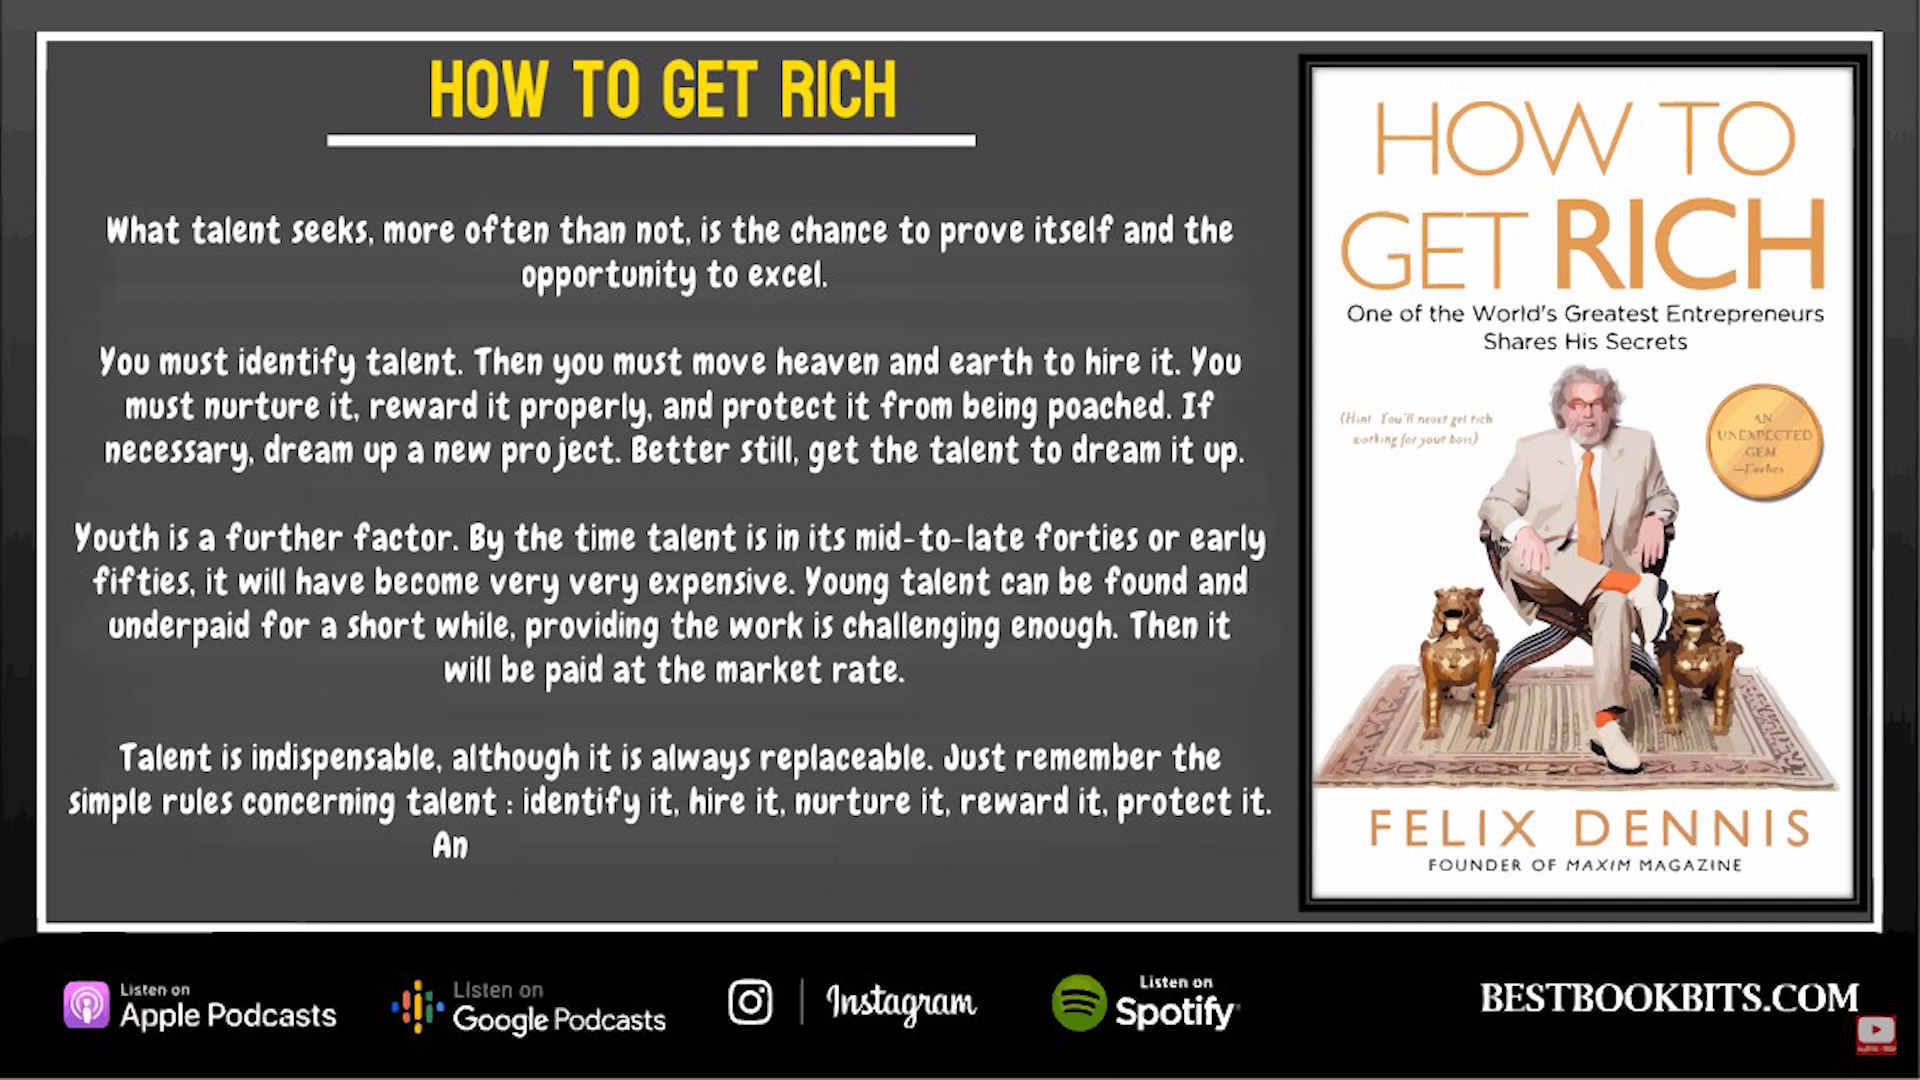 HOW TO GET RICH
What talent seeks, more often than not, is the chance to prove itself and the
opportunity to excel.
You must identify talent. Then you must move heaven and earth to hire it. You
must nurture it, reward it properly, and protect it from being poached. If
necessary, dream up a new project. Better still, get the talent to dream it up.
Youth is a further factor. By the time talent is in its mid-to-late forties or early
fifties, it will have become very very expensive. Young talent can be found and
underpaid for a short while, providing the work is challenging enough. Then it
will be paid at the market rate.
Talent is indispensable, although it is always replaceable. Just remember the
simple rules concerning talent : identify it, hire it, nurture it, reward it, protect it.
An
HOW TO
GET RICH
One of the World's Greatest Entrepreneurs
Shares His Secrets
(Hint You'll never get rich
working for your boss)
AN
UNEXPECTED
GEM
—Forbes
FELIX DENNIS
FOUNDER OF MAXIM MAGAZINE
Listen on
Apple Podcasts
Listen on
Google Podcasts
Instagram
Listen on
Spotify
BESTBOOKBITS.COM